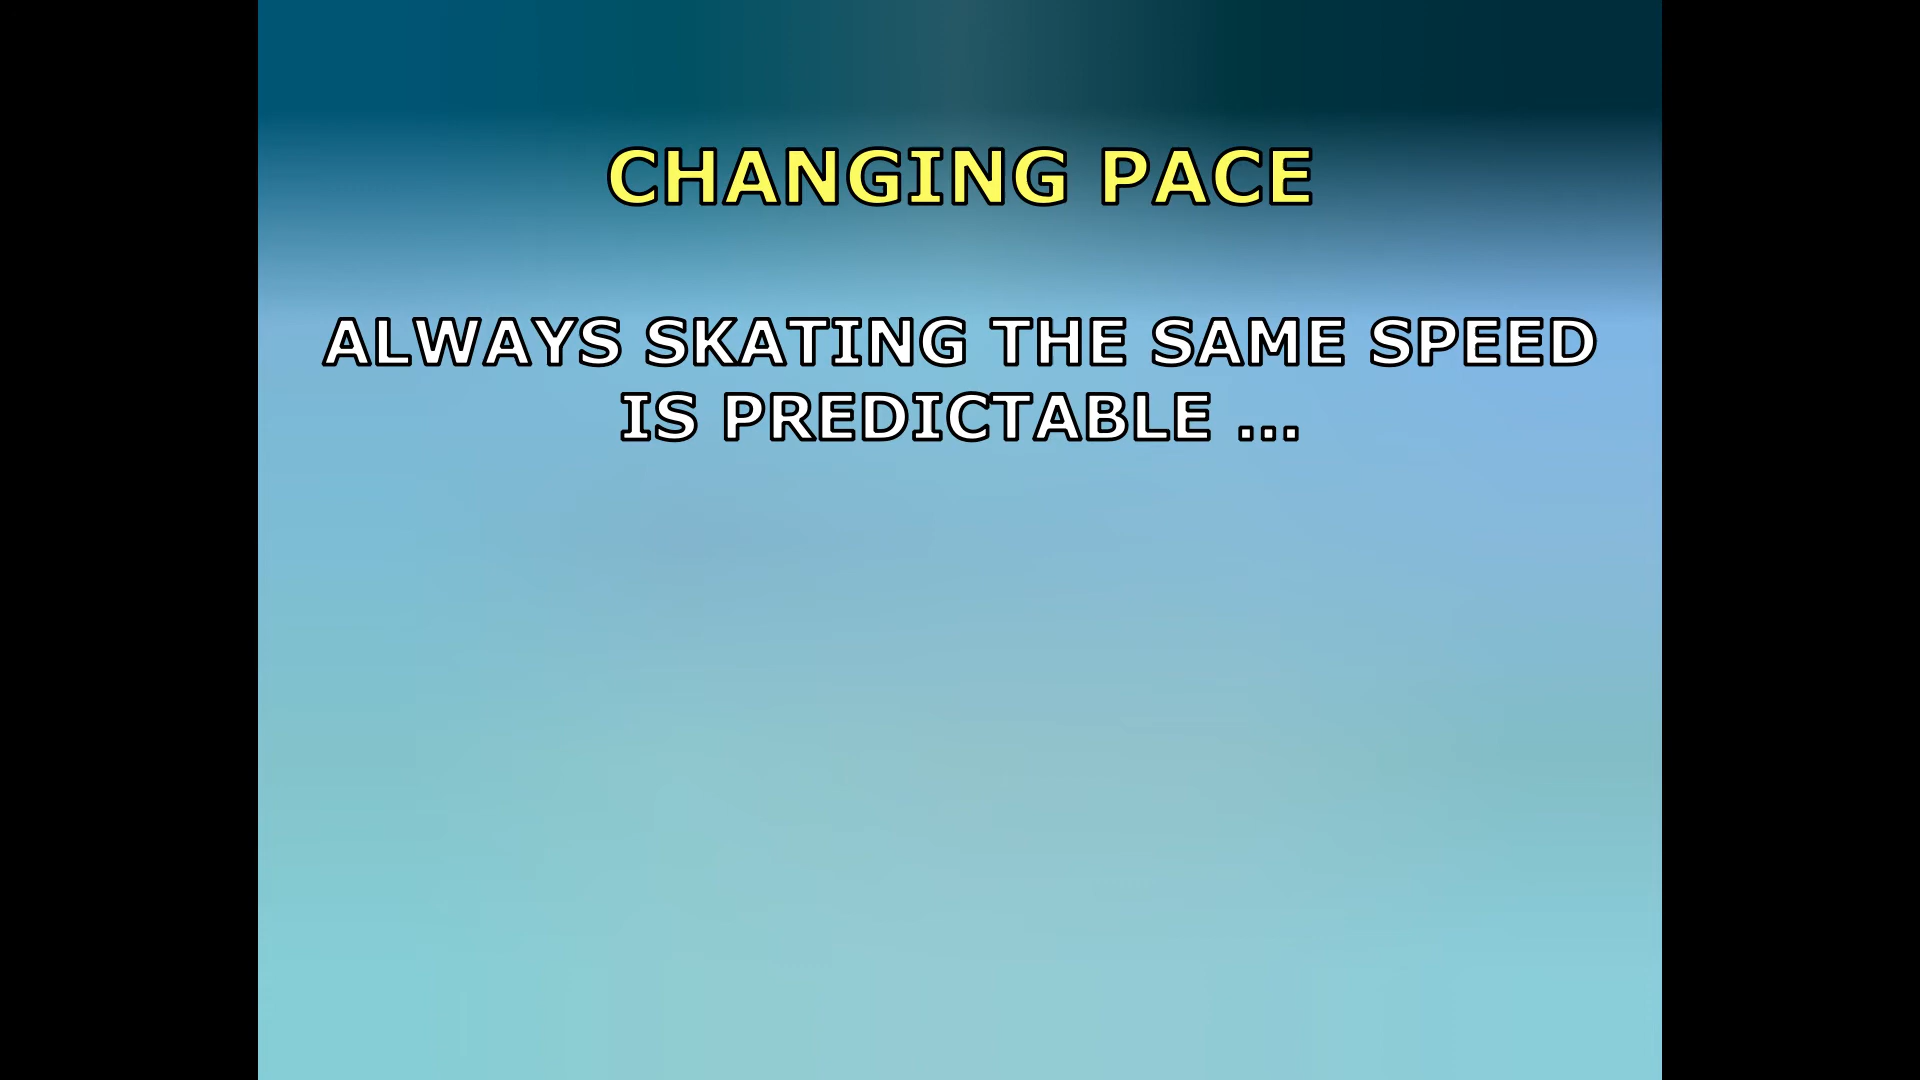 CHANGING PACE
ALWAYS SKATING THE SAME SPEED
IS PREDICTABLE ...